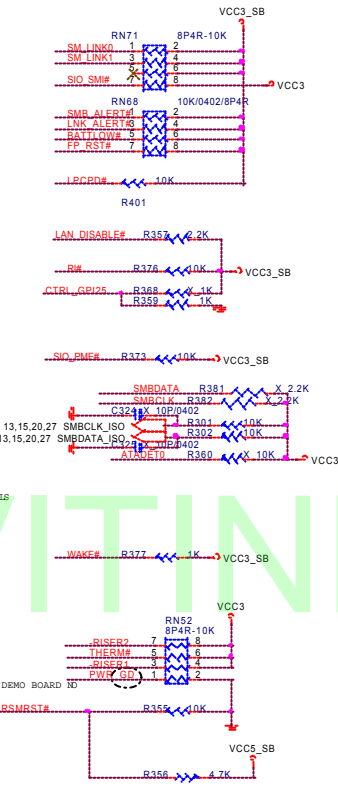 VCC3_SB
RN71 8P4R-10K
SM_LINK0 1 2
SM_LINK1 3 4
5 6
SIO_SMI# 7 8
VCC3
RN68 10K/0402/8P4R
SMB_ALERT# 1 2
LNK_ALERT# 3 4
BATTLOW# 5 6
FP_RST# 7 8
LPCPD# 10K
R401
LAN_DISABLE# R357 2.2K
RI# R376 10K VCC3_SB
CTRL_GPI25 R368 X_1K
R359 1K
SIO_PME# R373 10K VCC3_SB
SMBDATA R381 X_2.2K
SMBCLK R382 X_2.2K
C324 X_10P/0402
13,15,20,27 SMBCLK_ISO R301 10K
13,15,20,27 SMBDATA_ISO R302 10K
C325 X_10P/0402
ATADET0 R360 X_10K VCC3
IS
VITIN
WAKE# R377 1K VCC3_SB
VCC3
RN52
8P4R-10K
-RISER2 7 8
THERM# 5 6
-RISER1 3 4
PWR_GD 1 2
DEMO BOARD NO
RSMRST# R355 10K
VCC5_SB
R356 4.7K